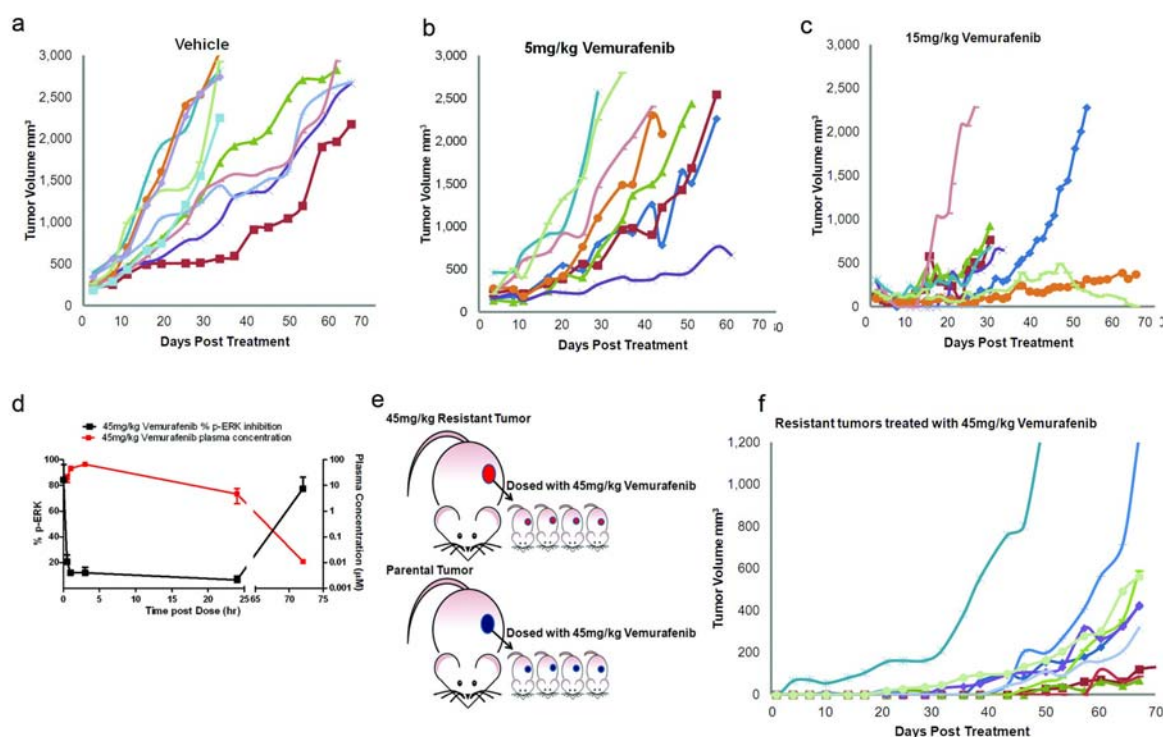 a
Vehicle
3,000
2,500
2,000
1,500
1,000
500
0
Tumor Volume mm³
0 10 20 30 40 50 60 70
Days Post Treatment
b
5mg/kg Vemurafenib
3,000
2,500
2,000
1,500
1,000
500
0
Tumor Volume mm³
0 10 20 30 40 50 60 70
Days Post Treatment
c
15mg/kg Vemurafenib
3,000
2,500
2,000
1,500
1,000
500
0
Tumor Volume mm³
0 10 20 30 40 50 60 70
Days Post Treatment
d
45mg/kg Vemurafenib % p-ERK inhibition
45mg/kg Vemurafenib plasma concentration
100
80
60
40
20
% p-ERK
100
10
1
0.1
0.01
0.001
Plasma Concentration (µM)
0 5 10 15 20 25 65 70 75
Time post Dose (hr)
e
45mg/kg Resistant Tumor
Dosed with 45mg/kg Vemurafenib
Parental Tumor
Dosed with 45mg/kg Vemurafenib
f
Resistant tumors treated with 45mg/kg Vemurafenib
1,200
1,000
800
600
400
200
0
Tumor Volume mm³
0 10 20 30 40 50 60 70
Days Post Treatment